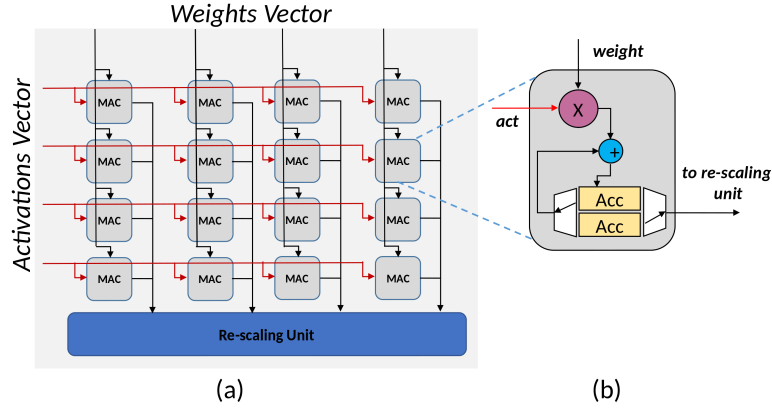 Weights Vector
Activations Vector
MAC MAC MAC MAC
MAC MAC MAC MAC
MAC MAC MAC MAC
MAC MAC MAC MAC
Re-scaling Unit
(a)
weight
act
X
+
Acc
Acc
to re-scaling
unit
(b)